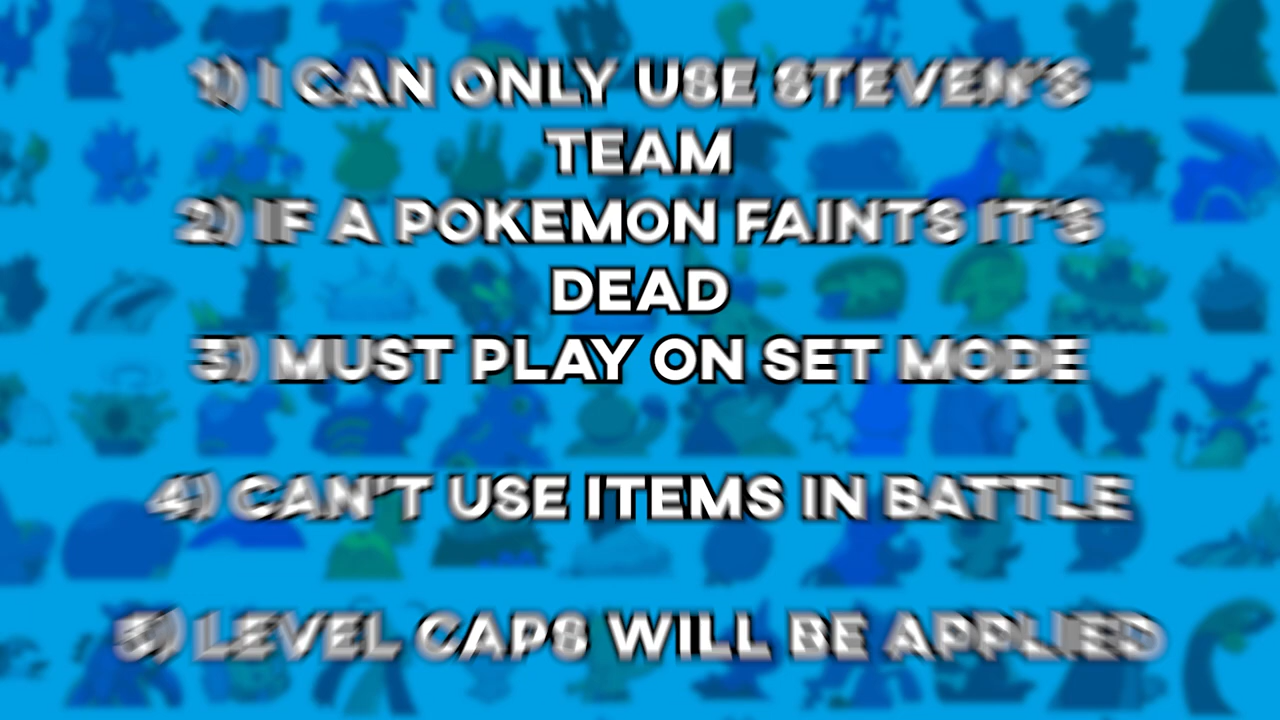 1) I CAN ONLY USE STEVEN'S
TEAM
2) IF A POKEMON FAINTS IT'S
DEAD
3) MUST PLAY ON SET MODE
4) CAN'T USE ITEMS IN BATTLE
5) LEVEL CAPS WILL BE APPLIED